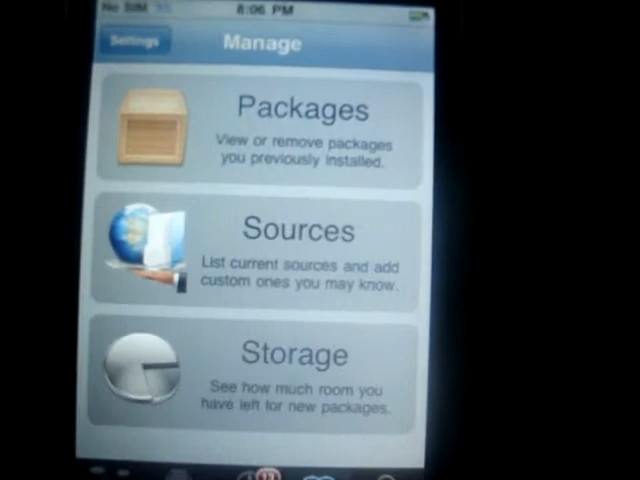 No SIM 8:06 PM
Settings
Manage
Packages
View or remove packages
you previously installed.
Sources
List current sources and add
custom ones you may know.
Storage
See how much room you
have left for new packages.